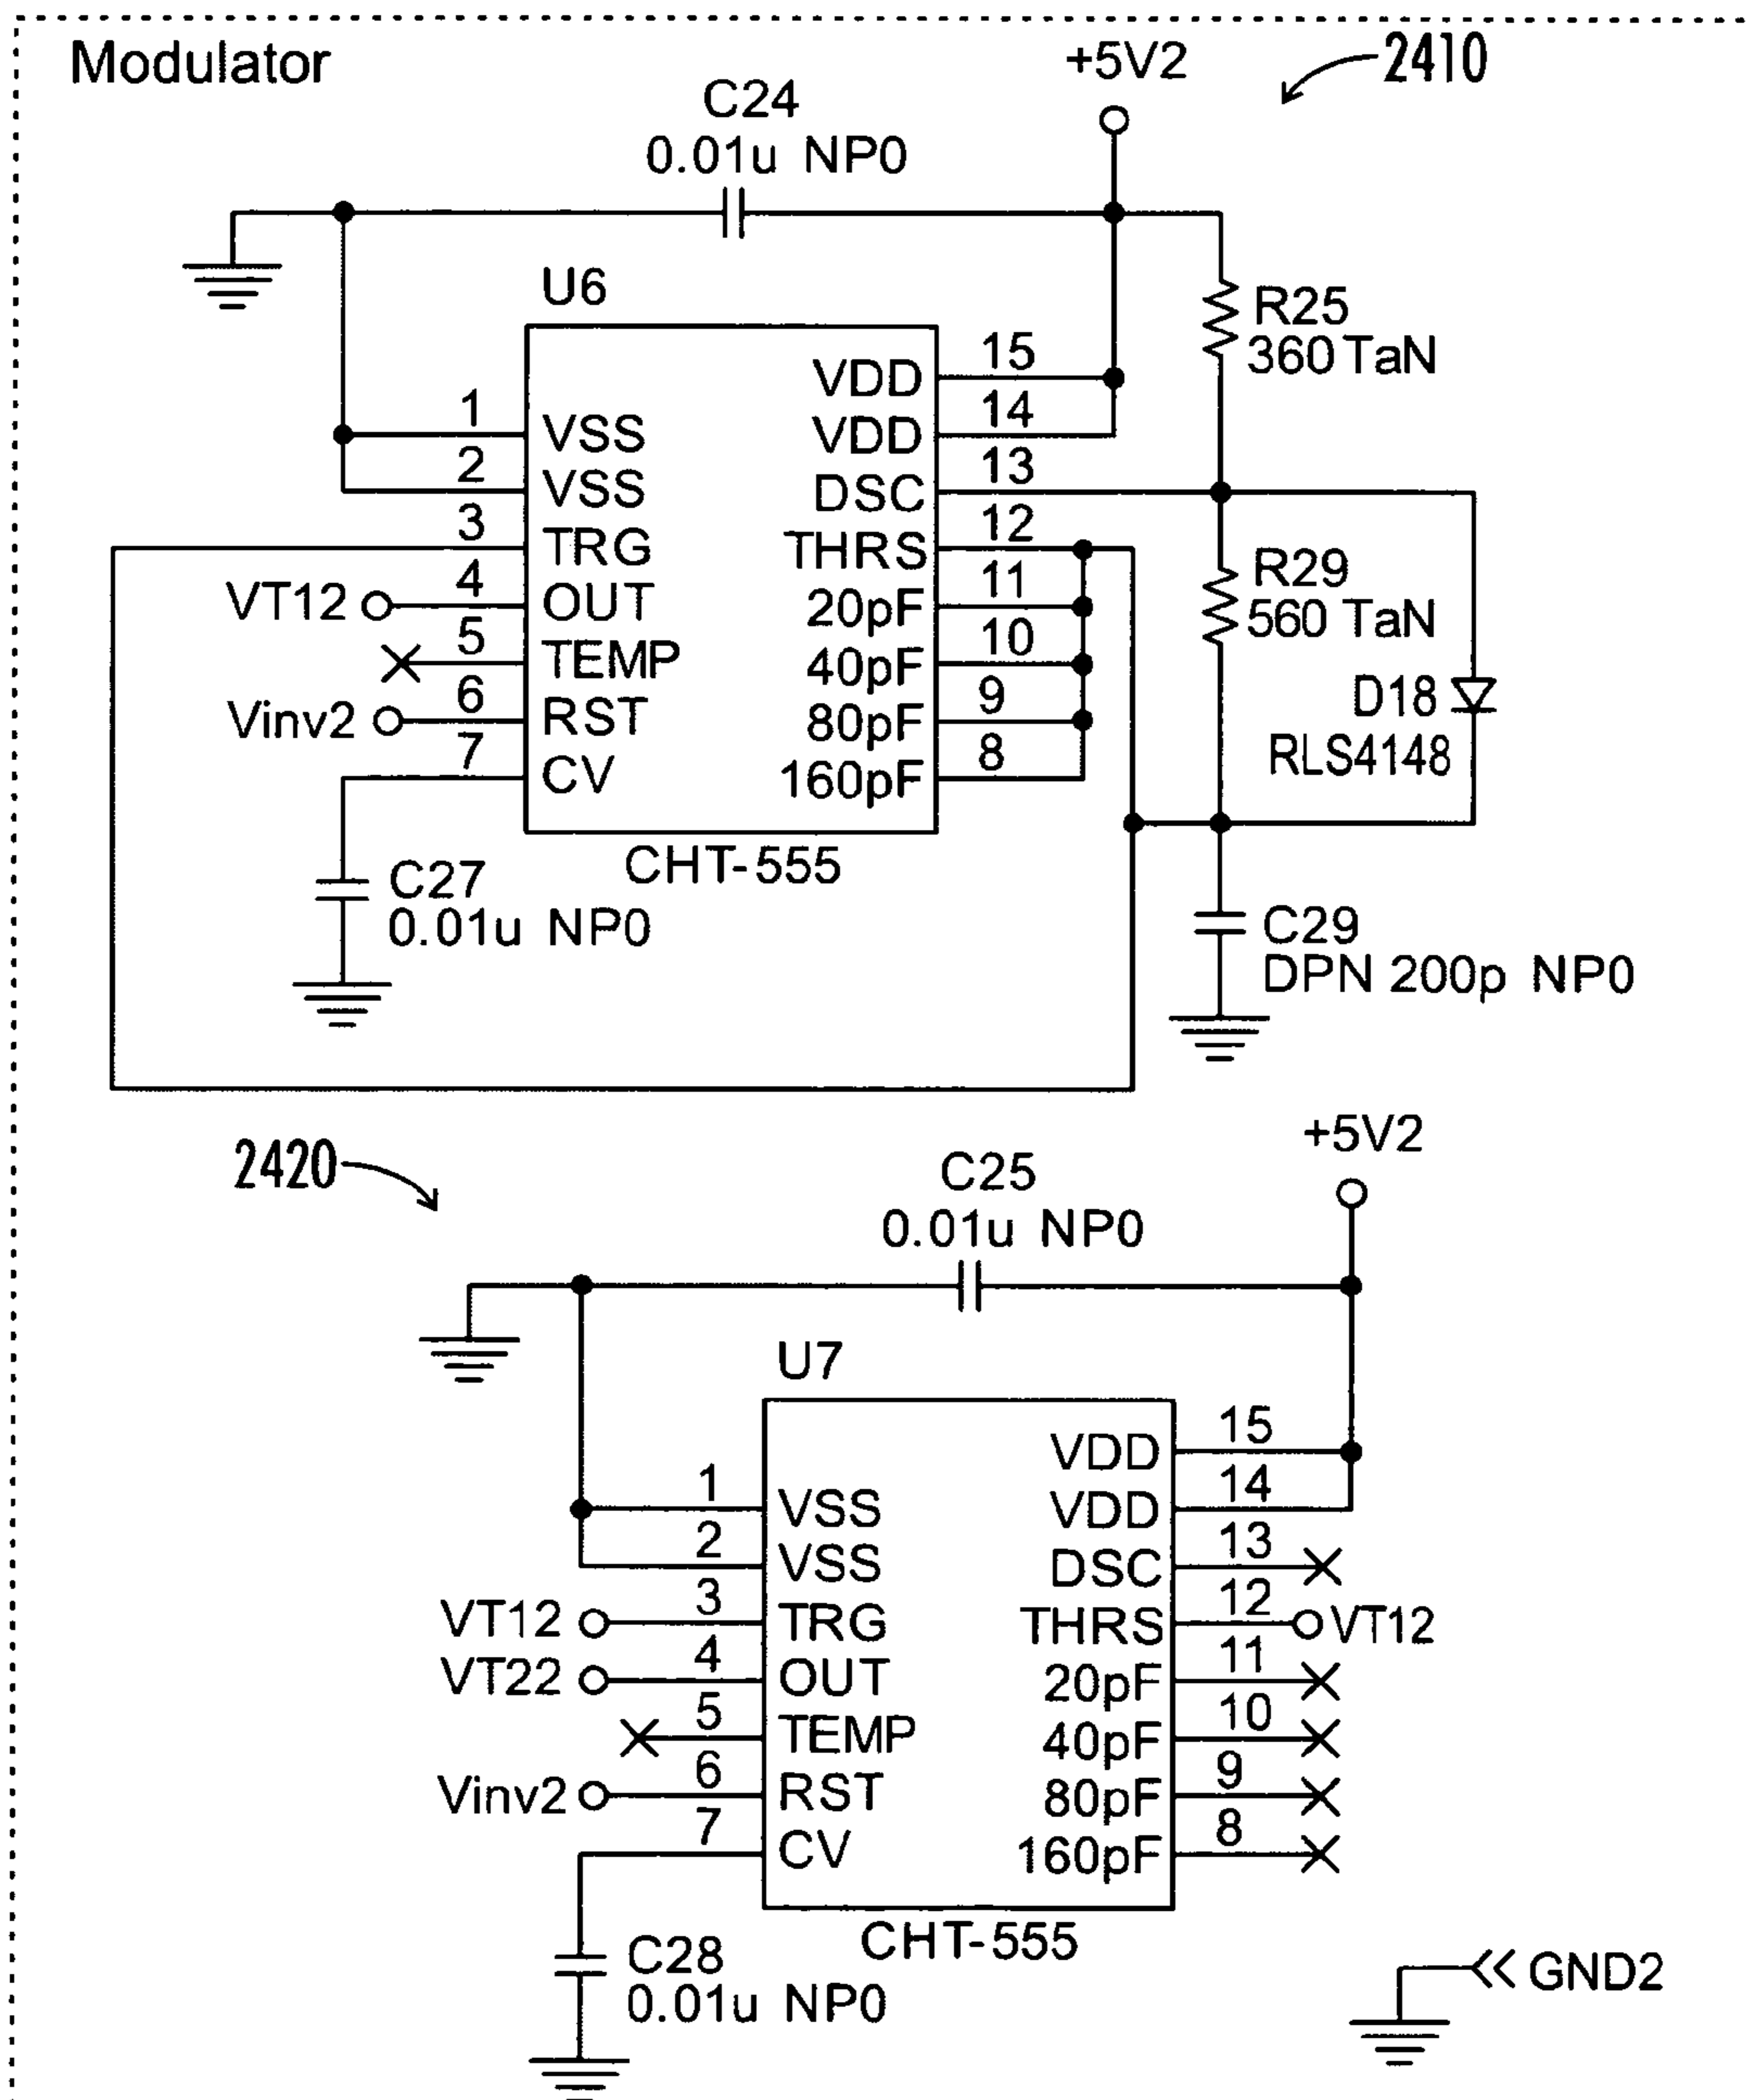 Modulator
+5V2
2410
C24
0.01u NP0
U6
R25
360 TaN
VDD 15
1 VSS
VDD 14
2 VSS
DSC 13
3 TRG
THRS 12
VT12 4 OUT
20pF 11
R29
560 TaN
5 TEMP
40pF 10
Vinv2 6 RST
80pF 9
D18
RLS4148
7 CV
160pF 8
CHT-555
C27
0.01u NP0
C29
DPN 200p NP0
2420
+5V2
C25
0.01u NP0
U7
VDD 15
1 VSS
VDD 14
2 VSS
DSC 13
VT12 3 TRG
THRS 12 VT12
VT22 4 OUT
20pF 11
5 TEMP
40pF 10
Vinv2 6 RST
80pF 9
7 CV
160pF 8
CHT-555
C28
0.01u NP0
GND2